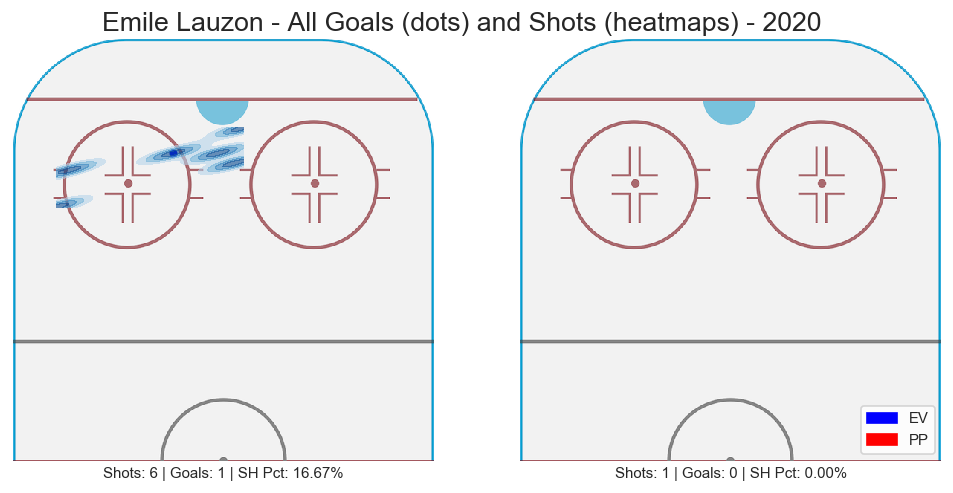 Emile Lauzon - All Goals (dots) and Shots (heatmaps) - 2020
EV
PP
Shots: 6 | Goals: 1 | SH Pct: 16.67%
Shots: 1 | Goals: 0 | SH Pct: 0.00%